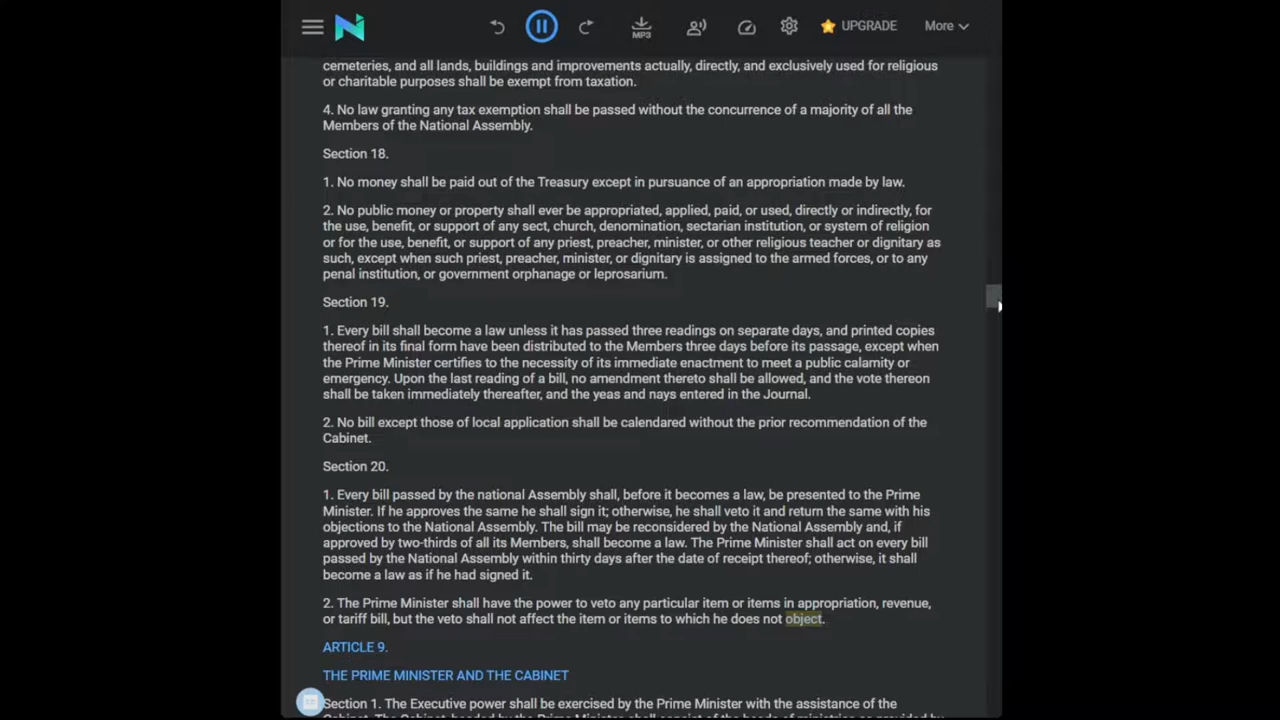 MP3
UPGRADE
More
cemeteries, and all lands, buildings and improvements actually, directly, and exclusively used for religious
or charitable purposes shall be exempt from taxation.
4. No law granting any tax exemption shall be passed without the concurrence of a majority of all the
Members of the National Assembly.
Section 18.
1. No money shall be paid out of the Treasury except in pursuance of an appropriation made by law.
2. No public money or property shall ever be appropriated, applied, paid, or used, directly or indirectly, for
the use, benefit, or support of any sect, church, denomination, sectarian institution, or system of religion
or for the use, benefit, or support of any priest, preacher, minister, or other religious teacher or dignitary as
such, except when such priest, preacher, minister, or dignitary is assigned to the armed forces, or to any
penal institution, or government orphanage or leprosarium.
Section 19.
1. Every bill shall become a law unless it has passed three readings on separate days, and printed copies
thereof in its final form have been distributed to the Members three days before its passage, except when
the Prime Minister certifies to the necessity of its immediate enactment to meet a public calamity or
emergency. Upon the last reading of a bill, no amendment thereto shall be allowed, and the vote thereon
shall be taken immediately thereafter, and the yeas and nays entered in the Journal.
2. No bill except those of local application shall be calendared without the prior recommendation of the
Cabinet.
Section 20.
1. Every bill passed by the national Assembly shall, before it becomes a law, be presented to the Prime
Minister. If he approves the same he shall sign it; otherwise, he shall veto it and return the same with his
objections to the National Assembly. The bill may be reconsidered by the National Assembly and, if
approved by two-thirds of all its Members, shall become a law. The Prime Minister shall act on every bill
passed by the National Assembly within thirty days after the date of receipt thereof; otherwise, it shall
become a law as if he had signed it.
2. The Prime Minister shall have the power to veto any particular item or items in appropriation, revenue,
or tariff bill, but the veto shall not affect the item or items to which he does not object.
ARTICLE 9.
THE PRIME MINISTER AND THE CABINET
Section 1. The Executive power shall be exercised by the Prime Minister with the assistance of the
Cabinet. The Cabinet, headed by the Prime Minister shall consist of the heads of ministries as provided by